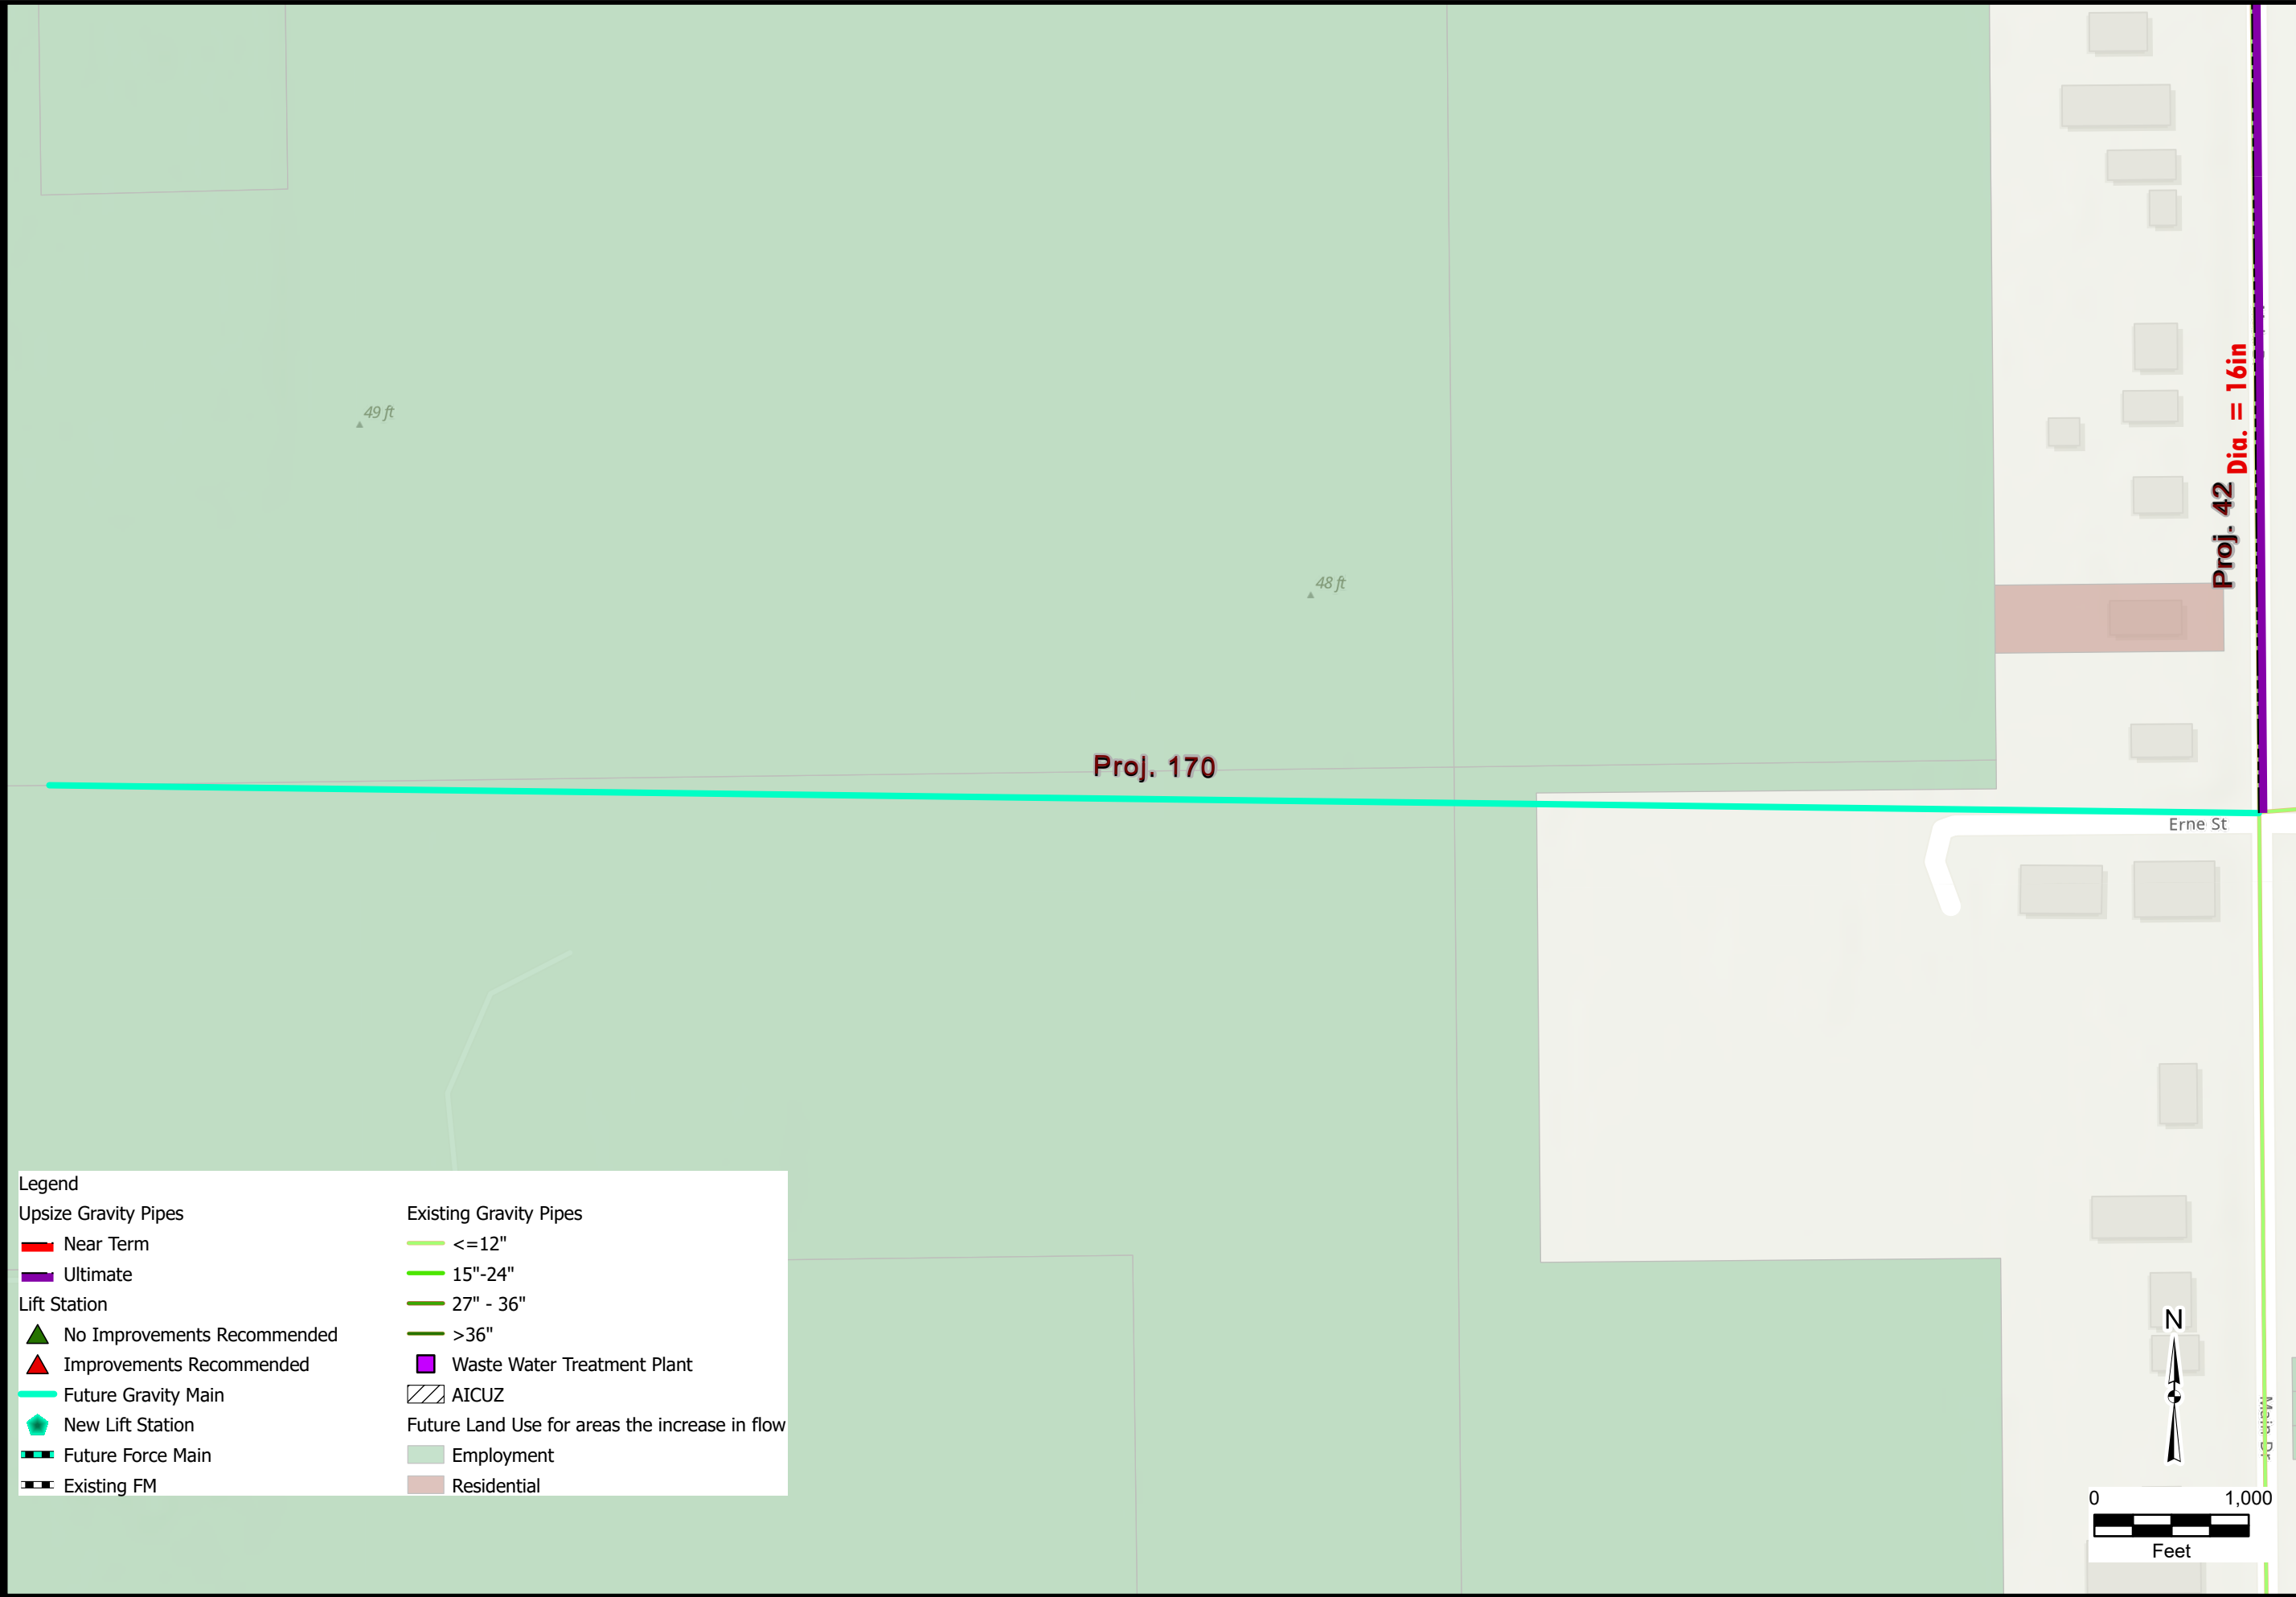 49 ft
Dia. = 16in
Proj. 42
48 ft
Proj. 170
Erne St
Legend
Upsize Gravity Pipes
Near Term
Ultimate
Lift Station
No Improvements Recommended
Improvements Recommended
Future Gravity Main
New Lift Station
Future Force Main
Existing FM
Existing Gravity Pipes
<=12"
15"-24"
27" - 36"
>36"
Waste Water Treatment Plant
AICUZ
Future Land Use for areas the increase in flow
Employment
Residential
N
Main Dr
0 1,000
Feet